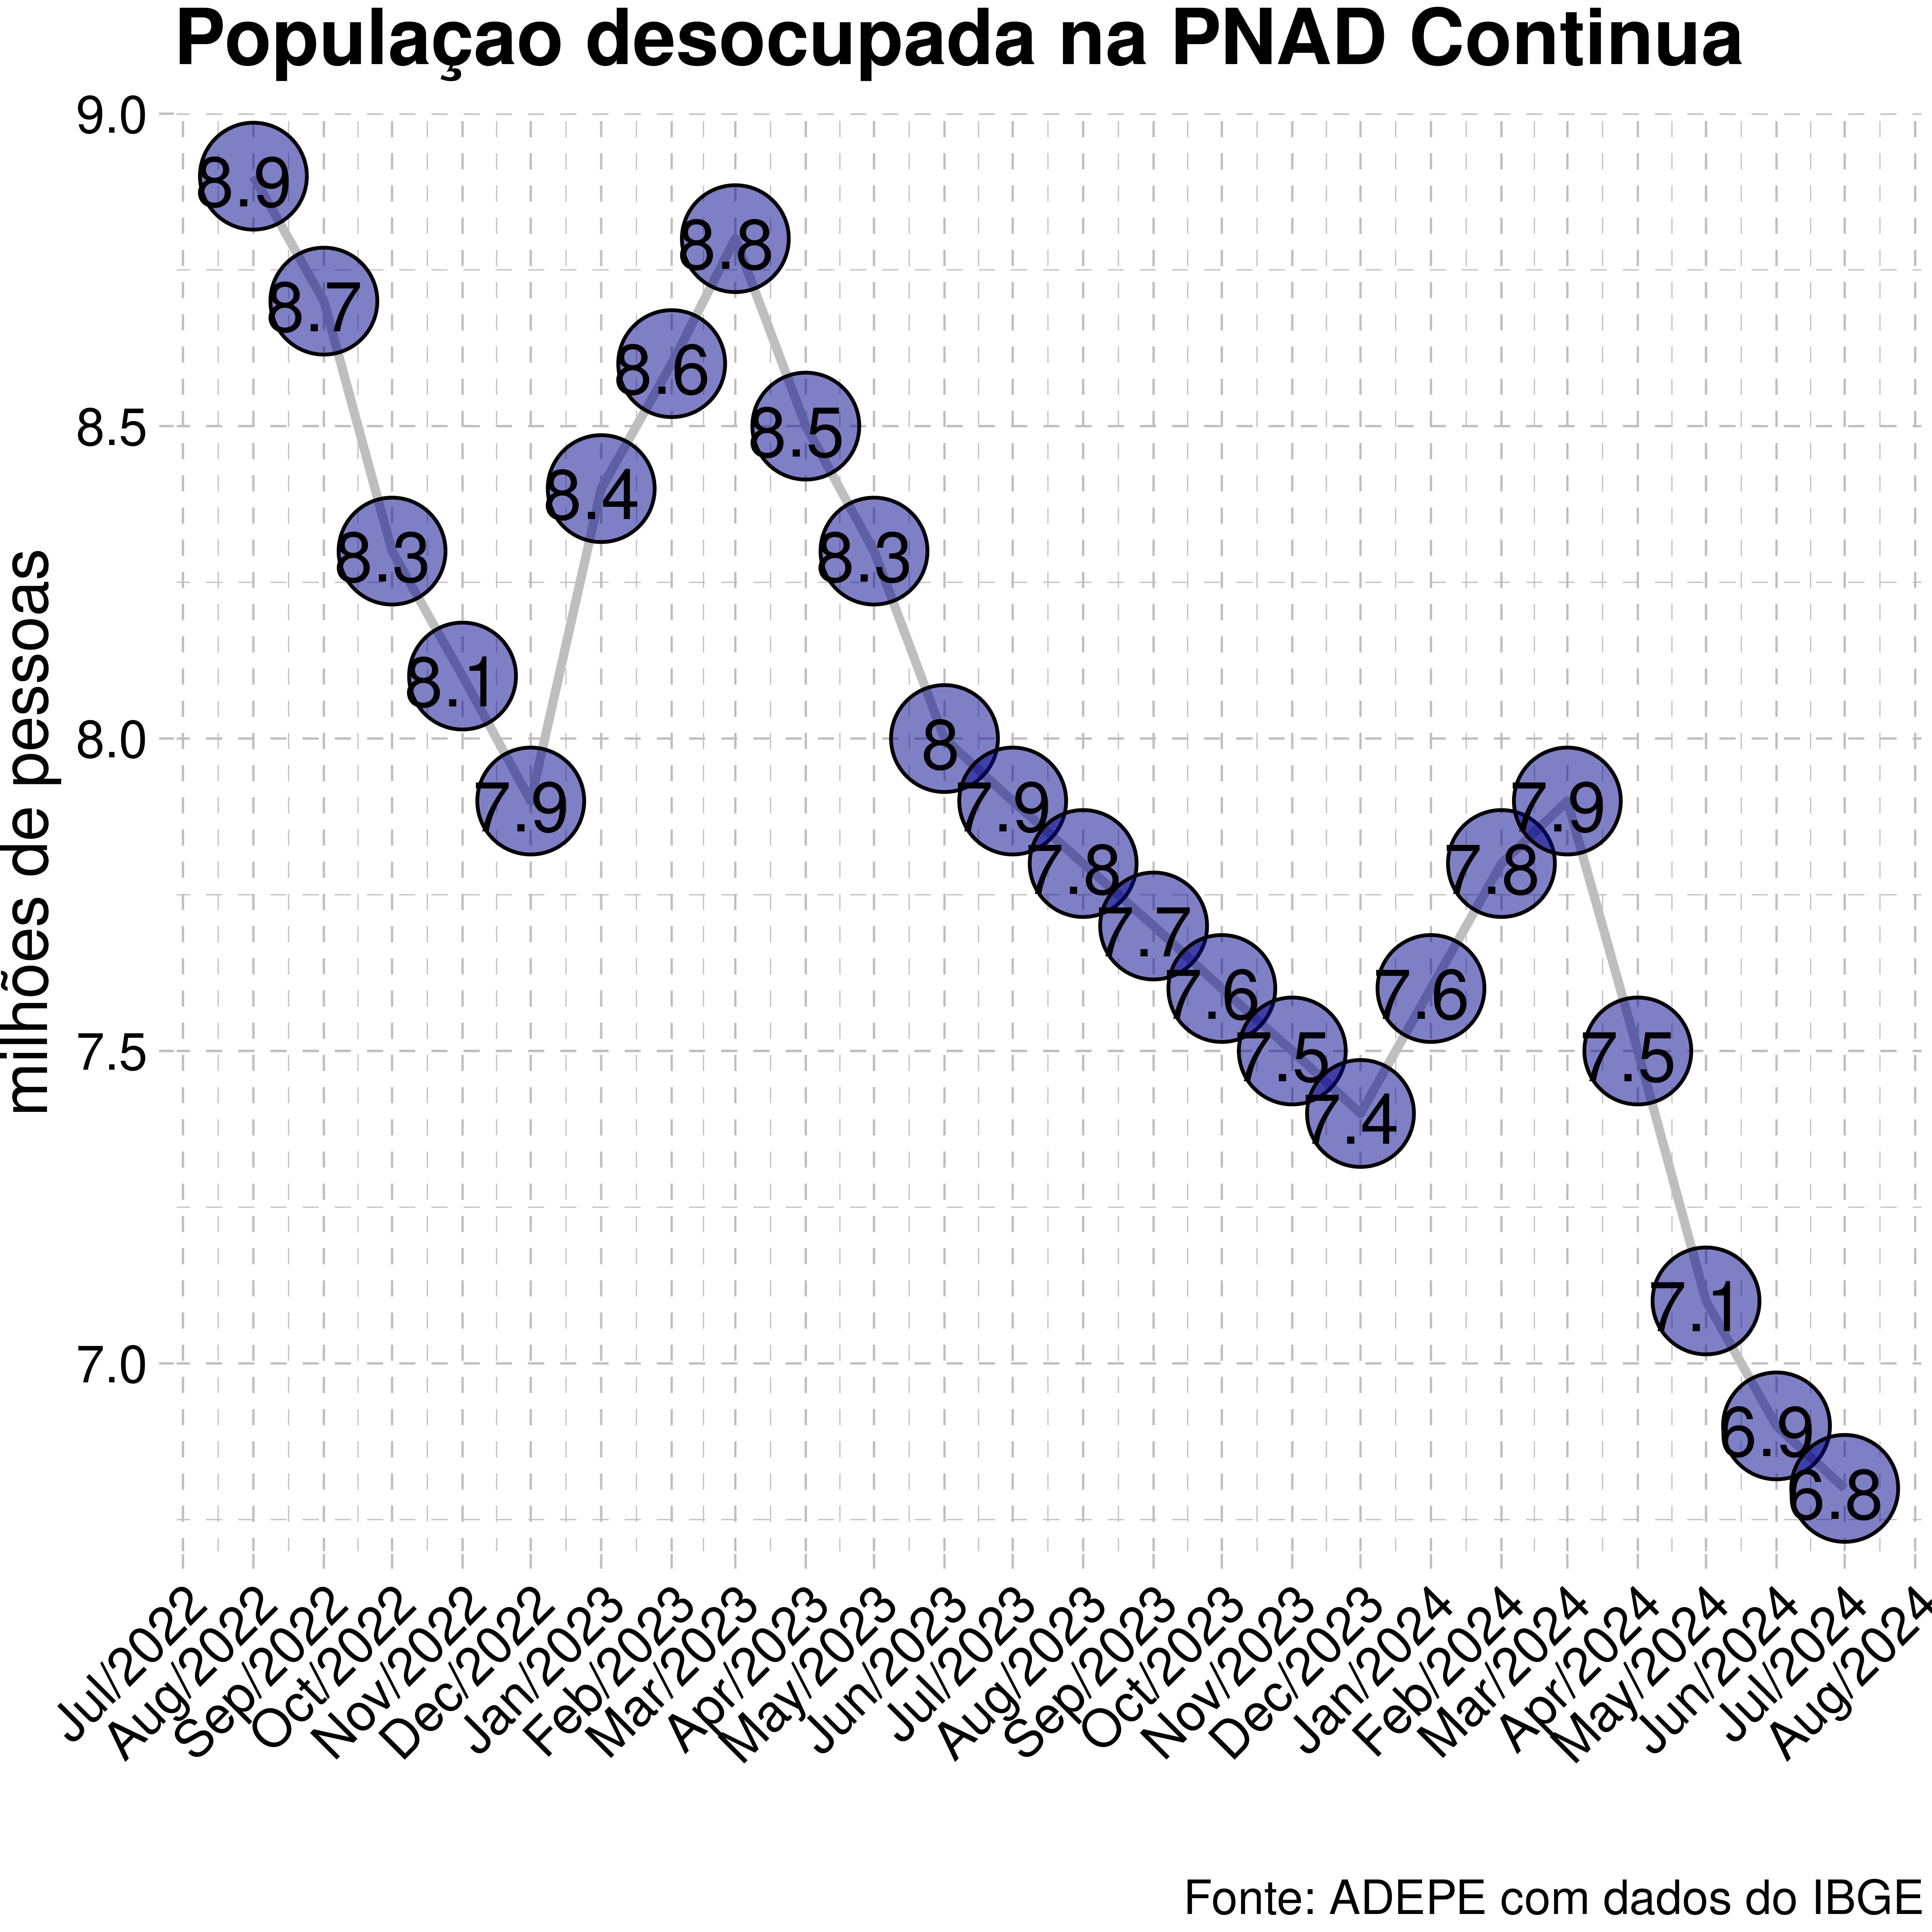 Populaçao desocupada na PNAD Continua
milhões de pessoas
9.0
8.5
8.0
7.5
7.0
8.9
8.7
8.3
8.1
7.9
8.4
8.6
8.8
8.5
8.3
8
7.9
7.8
7.7
7.6
7.5
7.4
7.6
7.8
7.9
7.5
7.1
6.9
6.8
Jul/2022
Aug/2022
Sep/2022
Oct/2022
Nov/2022
Dec/2022
Jan/2023
Feb/2023
Mar/2023
Apr/2023
May/2023
Jun/2023
Jul/2023
Aug/2023
Sep/2023
Oct/2023
Nov/2023
Dec/2023
Jan/2024
Feb/2024
Mar/2024
Apr/2024
May/2024
Jun/2024
Jul/2024
Aug/2024
Fonte: ADEPE com dados do IBGE